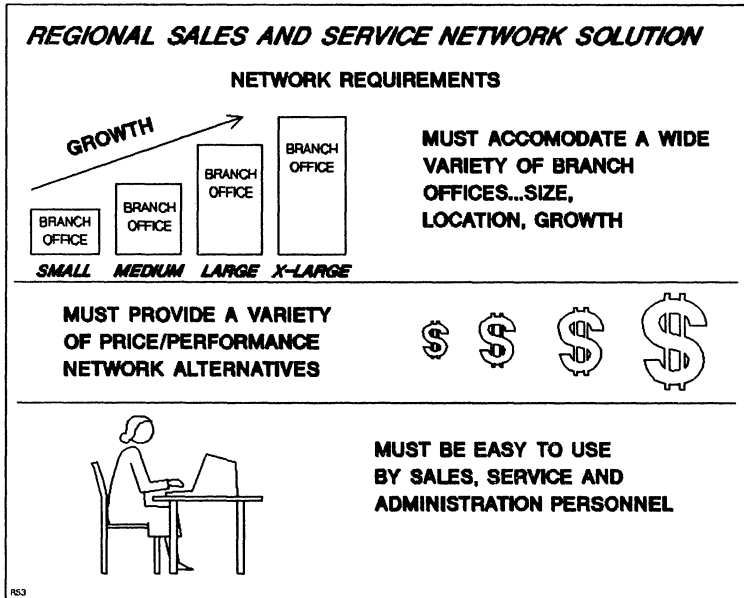 REGIONAL SALES AND SERVICE NETWORK SOLUTION
NETWORK REQUIREMENTS
GROWTH
BRANCH
OFFICE
BRANCH
OFFICE
BRANCH
OFFICE
BRANCH
OFFICE
SMALL MEDIUM LARGE X-LARGE
MUST ACCOMODATE A WIDE
VARIETY OF BRANCH
OFFICES...SIZE,
LOCATION, GROWTH
MUST PROVIDE A VARIETY
OF PRICE/PERFORMANCE
NETWORK ALTERNATIVES
$ $ $ $
MUST BE EASY TO USE
BY SALES, SERVICE AND
ADMINISTRATION PERSONNEL
RS3